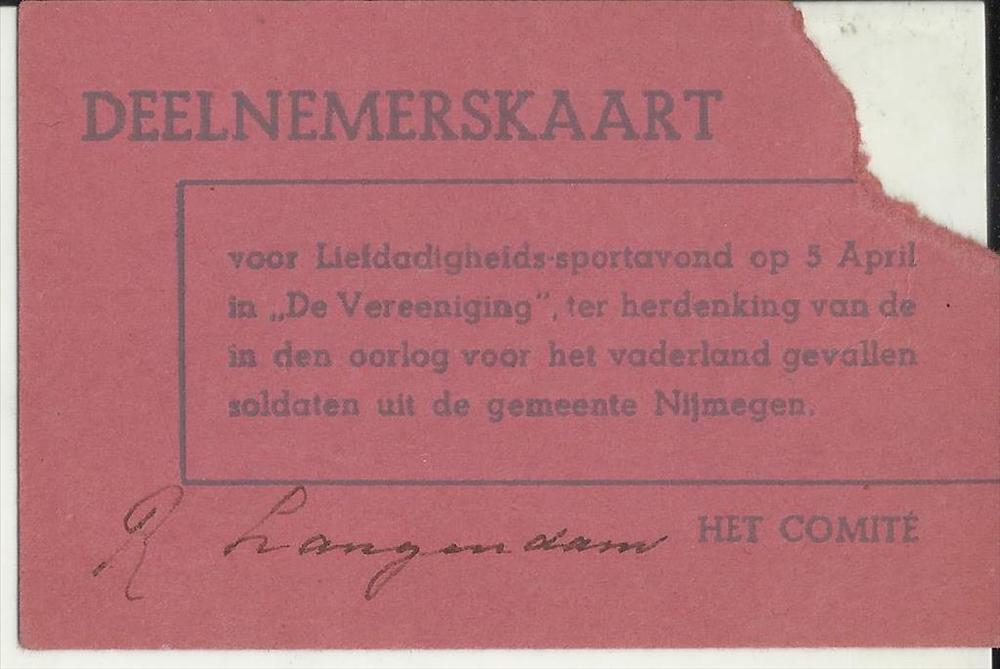 DEELNEMERSKAART
voor Liefdadigheids-sportavond op 5 April
in „De Vereeniging”, ter herdenking van de
in den oorlog voor het vaderland gevallen
soldaten uit de gemeente Nijmegen.
HET COMITÉ
R Langendam